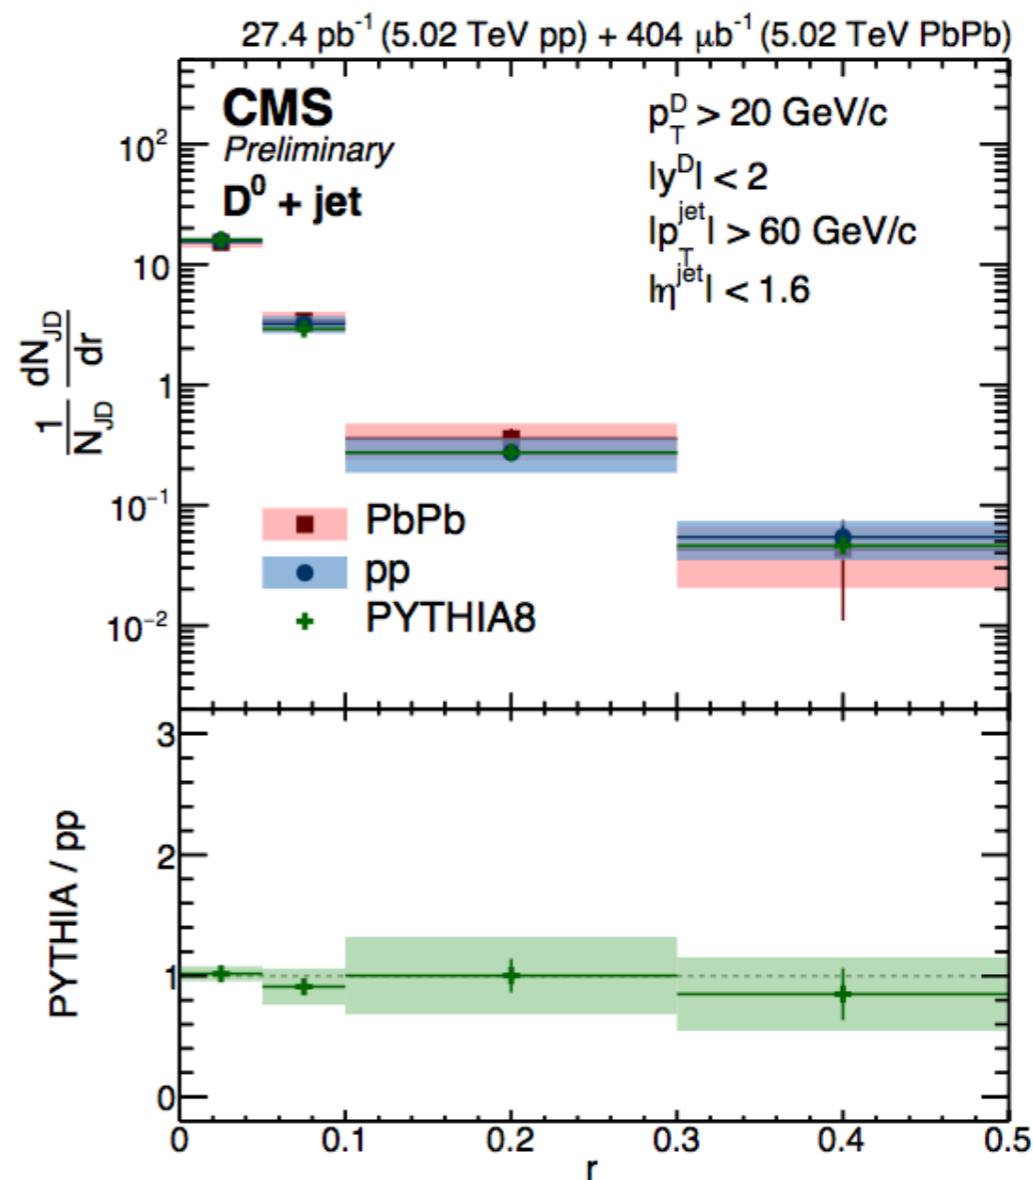 27.4 pb⁻¹ (5.02 TeV pp) + 404 μb⁻¹ (5.02 TeV PbPb)
CMS
Preliminary
D⁰ + jet
p_T^D > 20 GeV/c
|y^D| < 2
|p_T^jet| > 60 GeV/c
|η^jet| < 1.6
10²
10
1
10⁻¹
10⁻²
1/N_JD dN_JD/dr
PbPb
pp
PYTHIA8
3
2
1
0
PYTHIA / pp
0 0.1 0.2 0.3 0.4 0.5
r